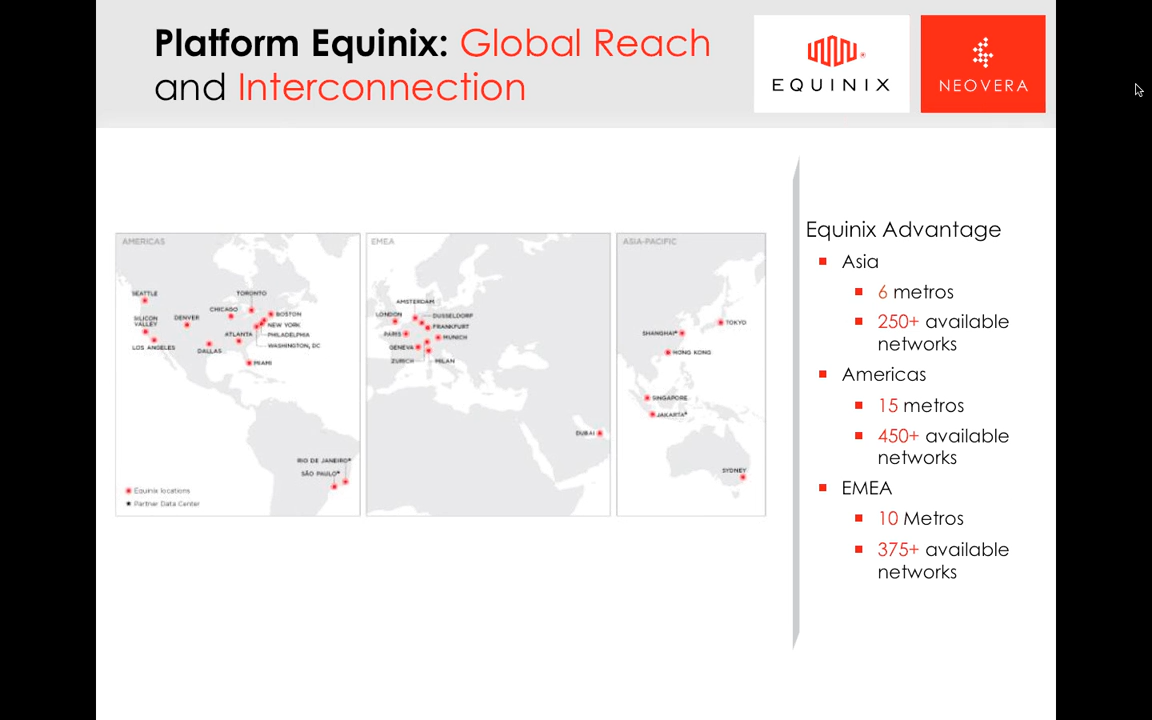 Platform Equinix: Global Reach
and Interconnection
EQUINIX
NEOVERA
AMERICAS
SEATTLE
TORONTO
CHICAGO
BOSTON
SILICON
VALLEY
DENVER
NEW YORK
ATLANTA
PHILADELPHIA
LOS ANGELES
DALLAS
WASHINGTON, DC
MIAMI
RIO DE JANEIRO*
SÃO PAULO*
Equinix locations
* Partner Data Center
EMEA
AMSTERDAM
LONDON
DUSSELDORF
FRANKFURT
PARIS
MUNICH
GENEVA
ZURICH
MILAN
DUBAI
ASIA-PACIFIC
TOKYO
SHANGHAI*
HONG KONG
SINGAPORE
JAKARTA*
SYDNEY
Equinix Advantage
Asia
6 metros
250+ available
networks
Americas
15 metros
450+ available
networks
EMEA
10 Metros
375+ available
networks